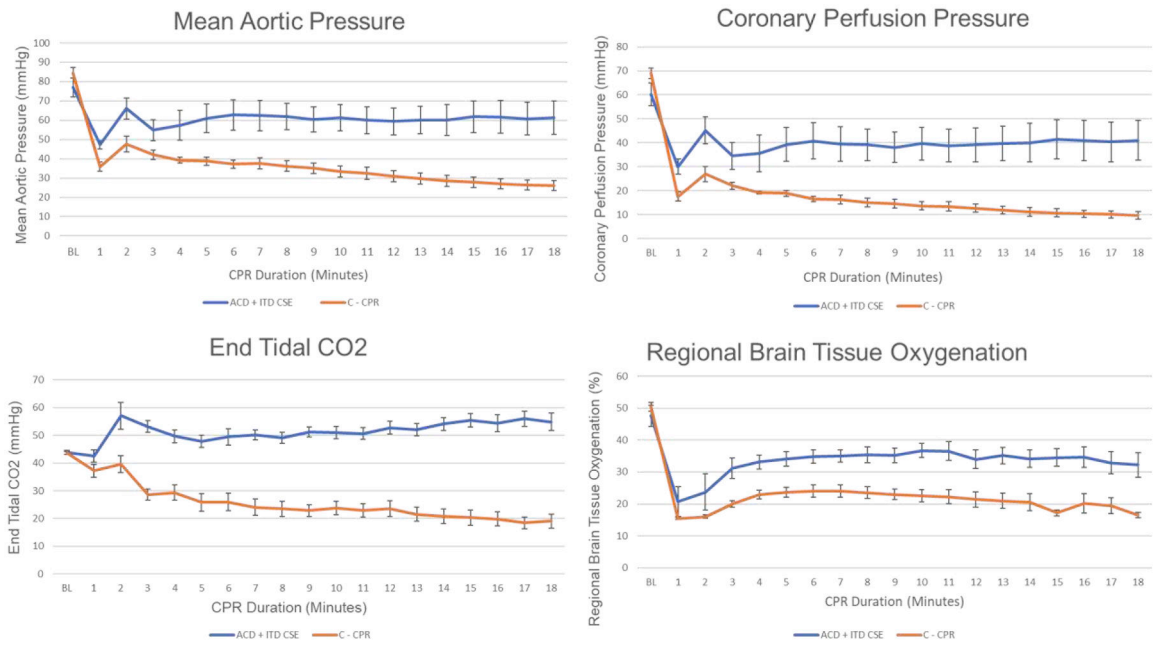 Mean Aortic Pressure
Mean Aortic Pressure (mmHg)
100
90
80
70
60
50
40
30
20
10
0
BL 1 2 3 4 5 6 7 8 9 10 11 12 13 14 15 16 17 18
CPR Duration (Minutes)
ACD + ITD CSE C - CPR
Coronary Perfusion Pressure
Coronary Perfusion Pressure (mmHg)
80
70
60
50
40
30
20
10
0
BL 1 2 3 4 5 6 7 8 9 10 11 12 13 14 15 16 17 18
CPR Duration (Minutes)
ACD + ITD CSE C - CPR
End Tidal CO2
End Tidal CO2 (mmHg)
70
60
50
40
30
20
10
0
BL 1 2 3 4 5 6 7 8 9 10 11 12 13 14 15 16 17 18
CPR Duration (Minutes)
ACD + ITD CSE C - CPR
Regional Brain Tissue Oxygenation
Regional Brain Tissue Oxygenation (%)
60
50
40
30
20
10
0
BL 1 2 3 4 5 6 7 8 9 10 11 12 13 14 15 16 17 18
CPR Duration (Minutes)
ACD + ITD CSE C - CPR